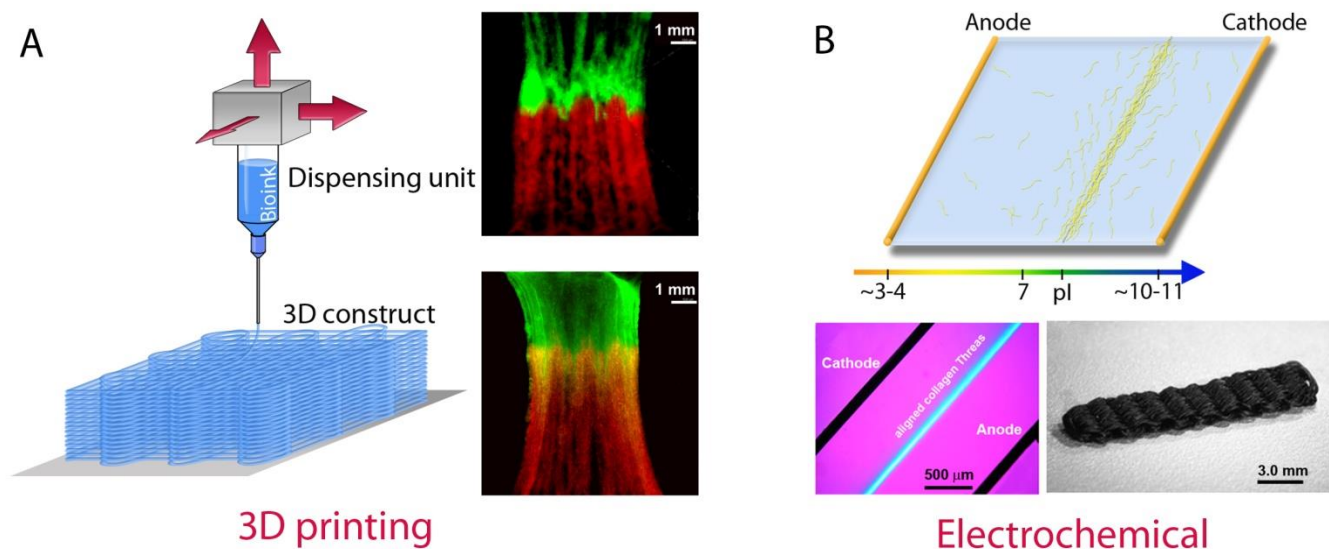 A
1 mm
Dispensing unit
Bioink
3D construct
1 mm
3D printing
B
Anode
Cathode
~3-4
7
pI
~10-11
Cathode
aligned collagen Threas
Anode
500 μm
3.0 mm
Electrochemical